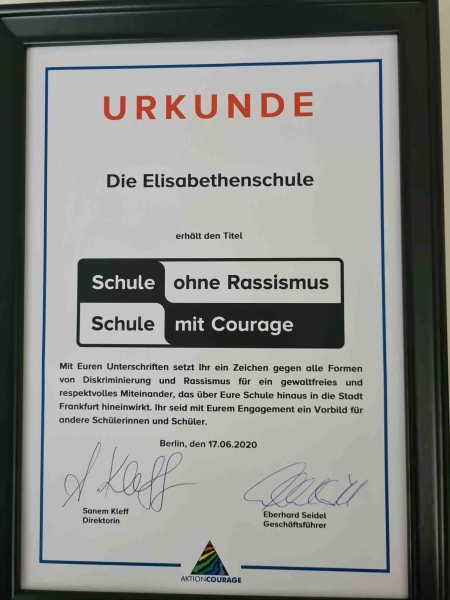 URKUNDE
Die Elisabethenschule
erhält den Titel
Schule ohne Rassismus
Schule mit Courage
Mit Euren Unterschriften setzt Ihr ein Zeichen gegen alle Formen
von Diskriminierung und Rassismus für ein gewaltfreies und
respektvolles Miteinander, das über Eure Schule hinaus in die Stadt
Frankfurt hineinwirkt. Ihr seid mit Eurem Engagement ein Vorbild für
andere Schülerinnen und Schüler.
Berlin, den 17.06.2020
Sanem Kleff
Direktorin
Eberhard Seidel
Geschäftsführer
AKTIONCOURAGE